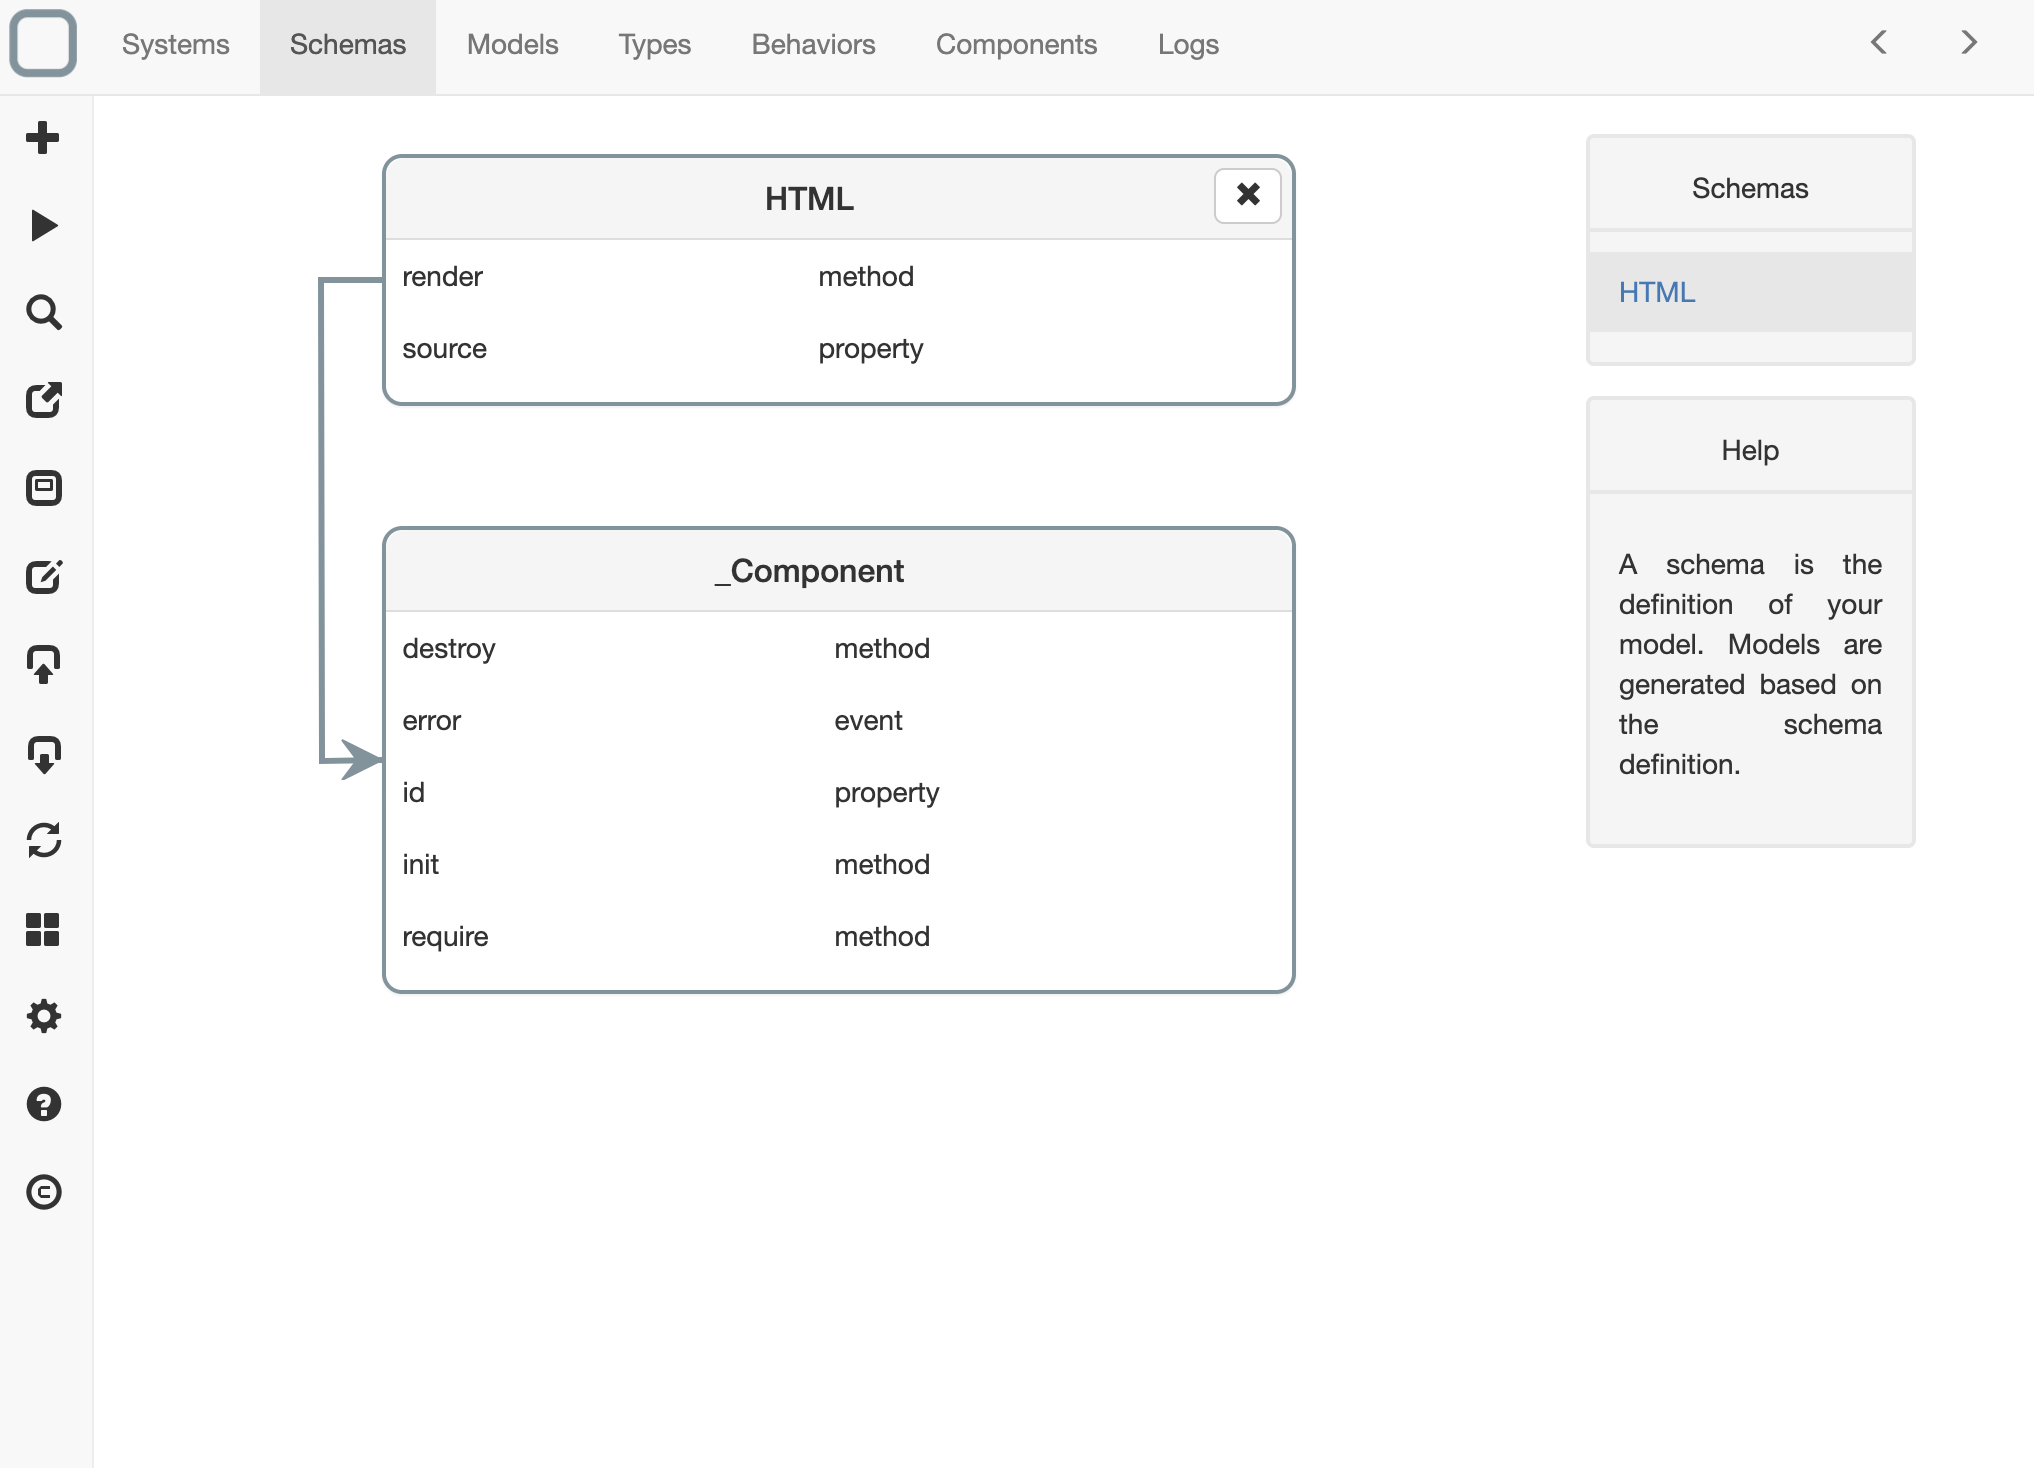 Systems Schemas Models Types Behaviors Components Logs
HTML
render method
source property
_Component
destroy method
error event
id property
init method
require method
Schemas
HTML
Help
A schema is the
definition of your
model. Models are
generated based on
the schema
definition.